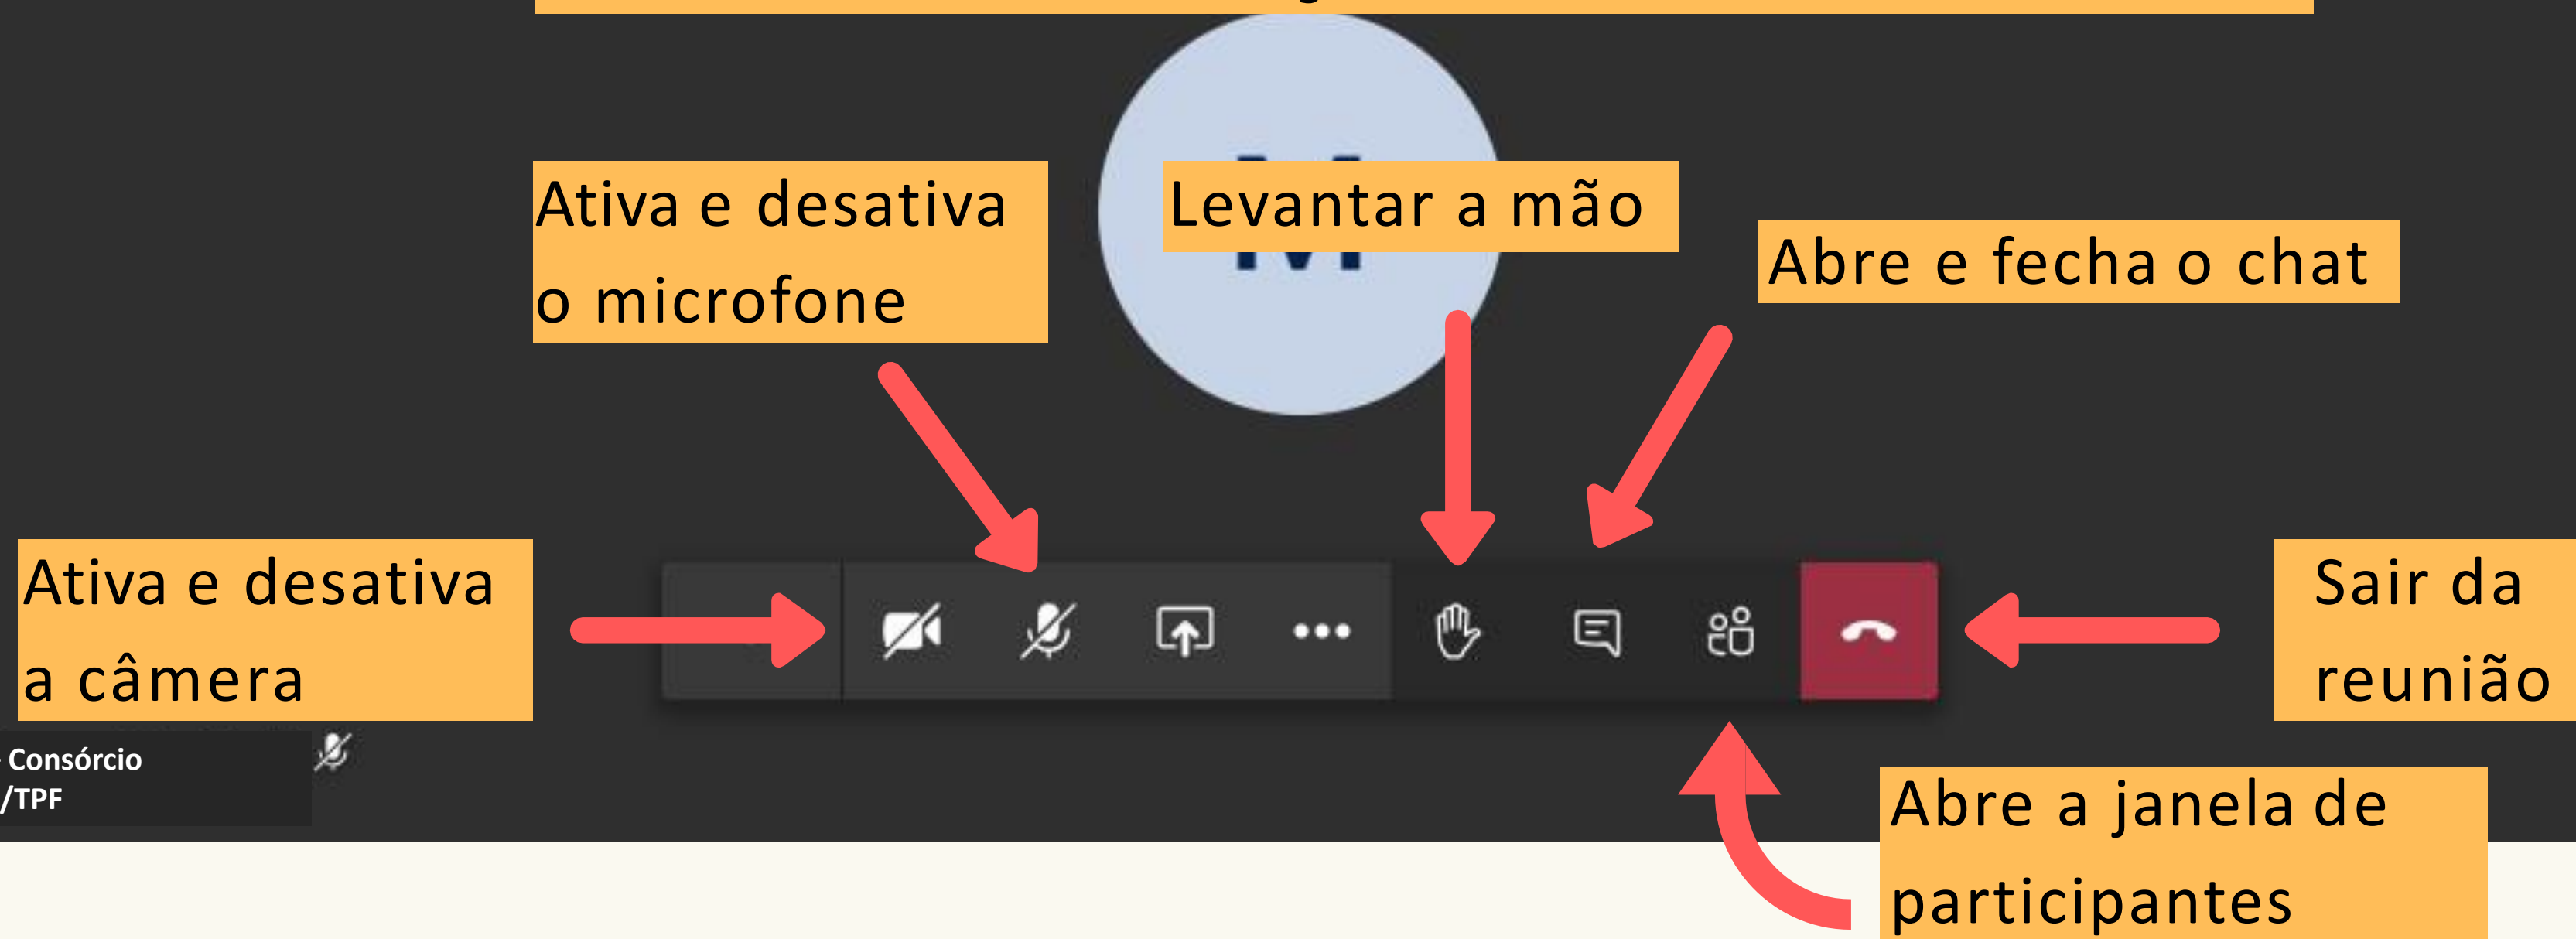 Ativa e desativa
o microfone
Levantar a mão
Abre e fecha o chat
Ativa e desativa
a câmera
Sair da
reunião
Consórcio
/TPF
Abre a janela de
participantes